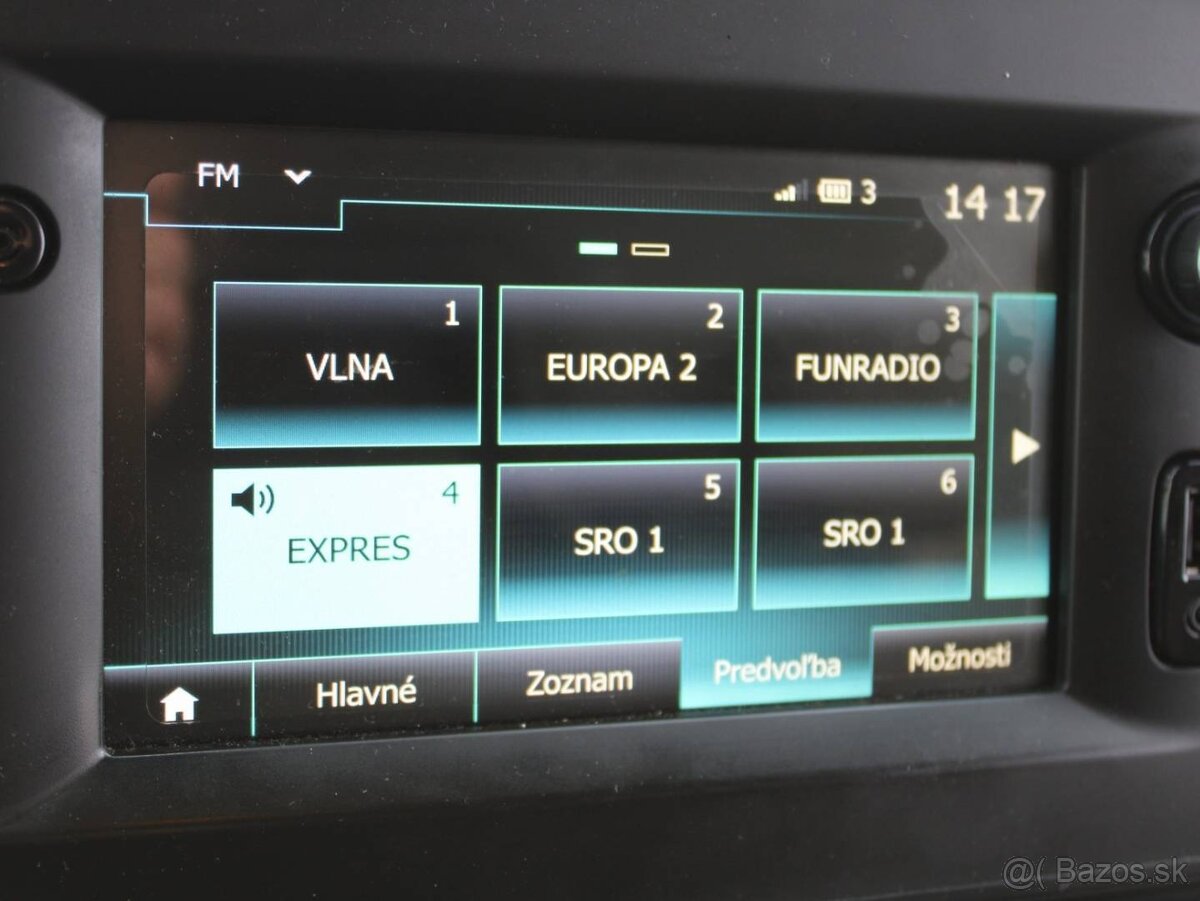 FM
3
14 17
1
VLNA
2
EUROPA 2
3
FUNRADIO
4
EXPRES
5
SRO 1
6
SRO 1
Hlavné
Zoznam
Predvoľba
Možnosti
@( Bazos.sk